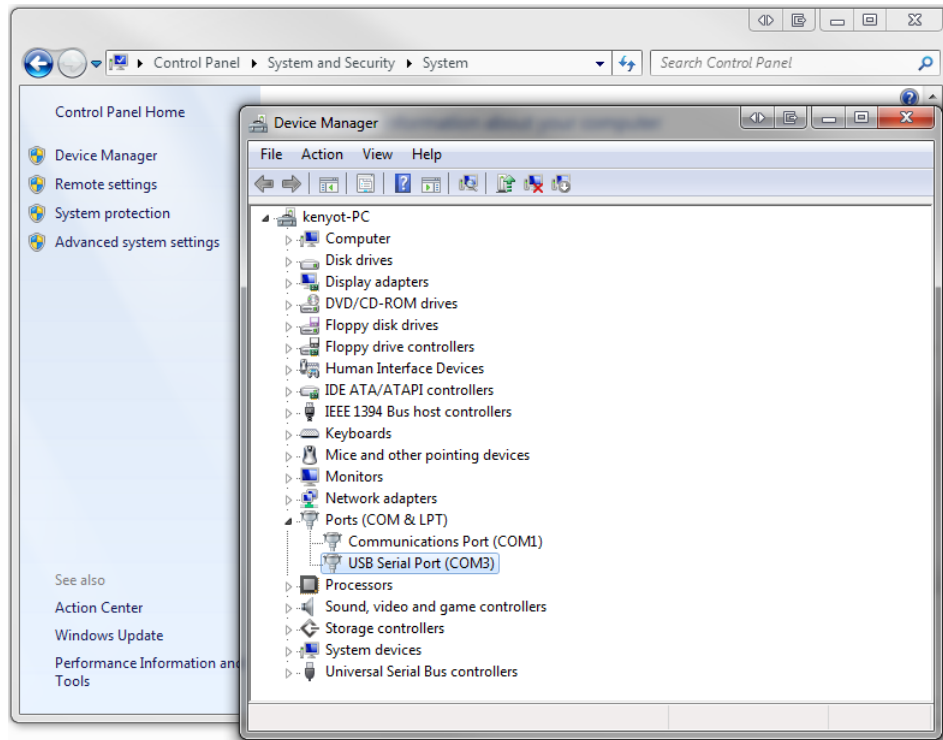 Control Panel ▸ System and Security ▸ System
Search Control Panel
Control Panel Home
Device Manager
Remote settings
System protection
Advanced system settings
See also
Action Center
Windows Update
Performance Information and
Tools
Device Manager
information about your computer
File Action View Help
kenyot-PC
Computer
Disk drives
Display adapters
DVD/CD-ROM drives
Floppy disk drives
Floppy drive controllers
Human Interface Devices
IDE ATA/ATAPI controllers
IEEE 1394 Bus host controllers
Keyboards
Mice and other pointing devices
Monitors
Network adapters
Ports (COM & LPT)
Communications Port (COM1)
USB Serial Port (COM3)
Processors
Sound, video and game controllers
Storage controllers
System devices
Universal Serial Bus controllers